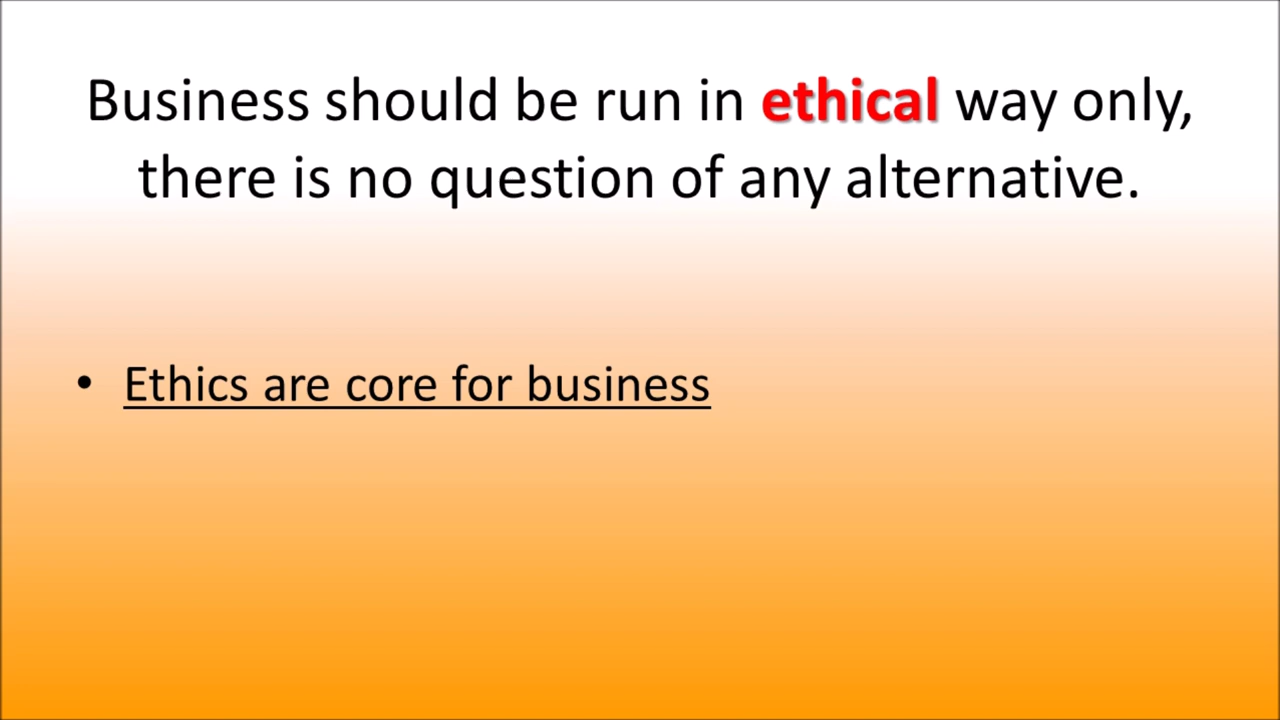 Business should be run in ethical way only,
there is no question of any alternative.
• Ethics are core for business